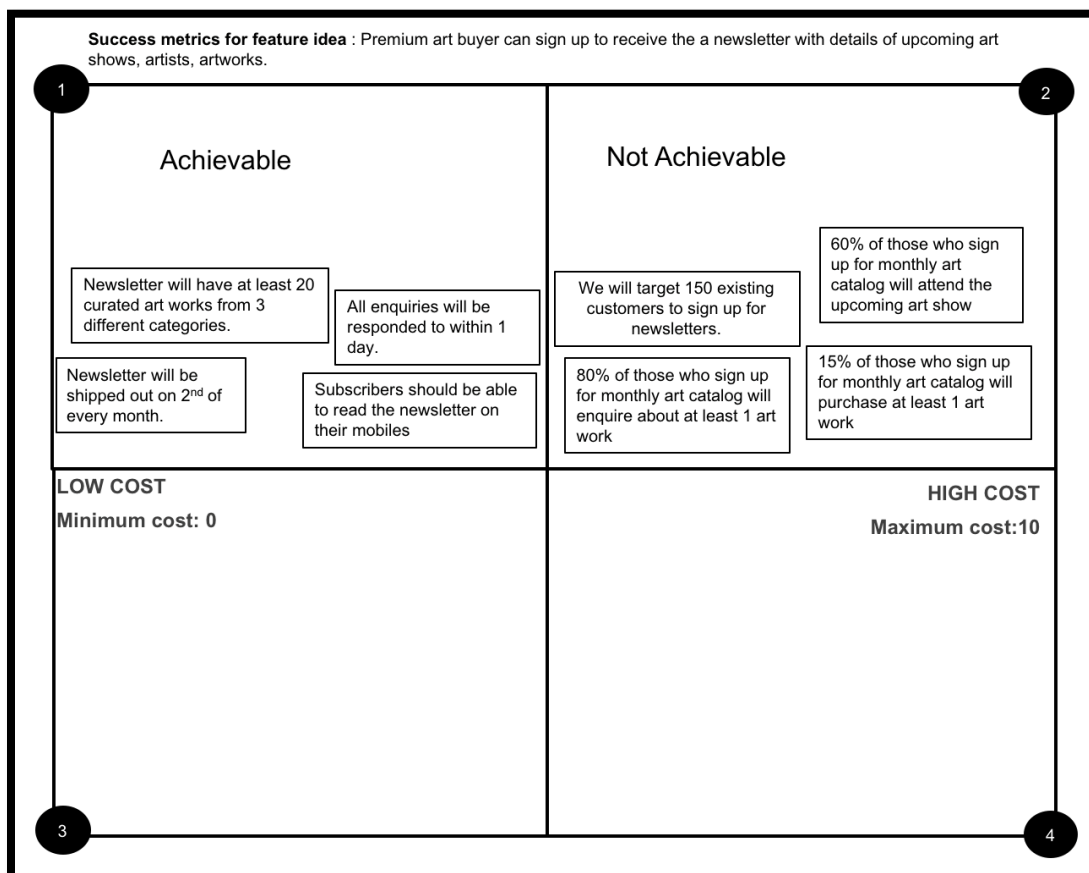 Success metrics for feature idea : Premium art buyer can sign up to receive the a newsletter with details of upcoming art
shows, artists, artworks.
1
2
Achievable
Not Achievable
Newsletter will have at least 20
curated art works from 3
different categories.
All enquiries will be
responded to within 1
day.
Newsletter will be
shipped out on 2nd of
every month.
Subscribers should be able
to read the newsletter on
their mobiles
We will target 150 existing
customers to sign up for
newsletters.
60% of those who sign
up for monthly art
catalog will attend the
upcoming art show
80% of those who sign up
for monthly art catalog will
enquire about at least 1 art
work
15% of those who sign up
for monthly art catalog will
purchase at least 1 art
work
LOW COST
Minimum cost: 0
HIGH COST
Maximum cost:10
3
4